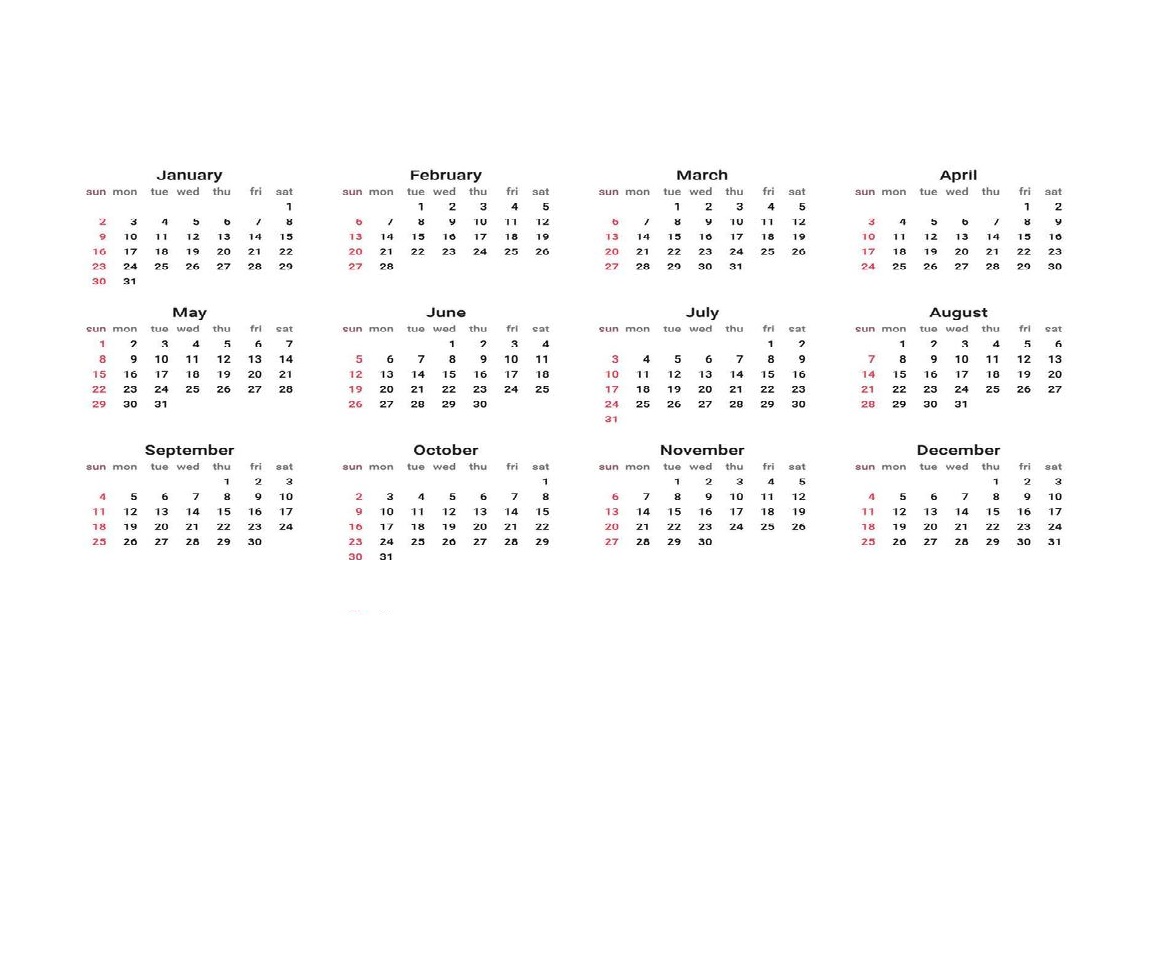 January February March April
sun mon tue wed thu fri sat sun mon tue wed thu fri sat sun mon tue wed thu fri sat sun mon tue wed thu fri sat
1 1 2 3 4 5 1 2 3 4 5 1 2
2 3 4 5 6 7 8 6 7 8 9 10 11 12 6 7 8 9 10 11 12 3 4 5 6 7 8 9
9 10 11 12 13 14 15 13 14 15 16 17 18 19 13 14 15 16 17 18 19 10 11 12 13 14 15 16
16 17 18 19 20 21 22 20 21 22 23 24 25 26 20 21 22 23 24 25 26 17 18 19 20 21 22 23
23 24 25 26 27 28 29 27 28 27 28 29 30 31 24 25 26 27 28 29 30
30 31
May June July August
sun mon tue wed thu fri sat sun mon tue wed thu fri sat sun mon tue wed thu fri sat sun mon tue wed thu fri sat
1 2 3 4 5 6 7 1 2 3 4 1 2 1 2 3 4 5 6
8 9 10 11 12 13 14 5 6 7 8 9 10 11 3 4 5 6 7 8 9 7 8 9 10 11 12 13
15 16 17 18 19 20 21 12 13 14 15 16 17 18 10 11 12 13 14 15 16 14 15 16 17 18 19 20
22 23 24 25 26 27 28 19 20 21 22 23 24 25 17 18 19 20 21 22 23 21 22 23 24 25 26 27
29 30 31 26 27 28 29 30 24 25 26 27 28 29 30 28 29 30 31
31
September October November December
sun mon tue wed thu fri sat sun mon tue wed thu fri sat sun mon tue wed thu fri sat sun mon tue wed thu fri sat
1 2 3 1 1 2 3 4 5 1 2 3
4 5 6 7 8 9 10 2 3 4 5 6 7 8 6 7 8 9 10 11 12 4 5 6 7 8 9 10
11 12 13 14 15 16 17 9 10 11 12 13 14 15 13 14 15 16 17 18 19 11 12 13 14 15 16 17
18 19 20 21 22 23 24 16 17 18 19 20 21 22 20 21 22 23 24 25 26 18 19 20 21 22 23 24
25 26 27 28 29 30 23 24 25 26 27 28 29 27 28 29 30 25 26 27 28 29 30 31
30 31